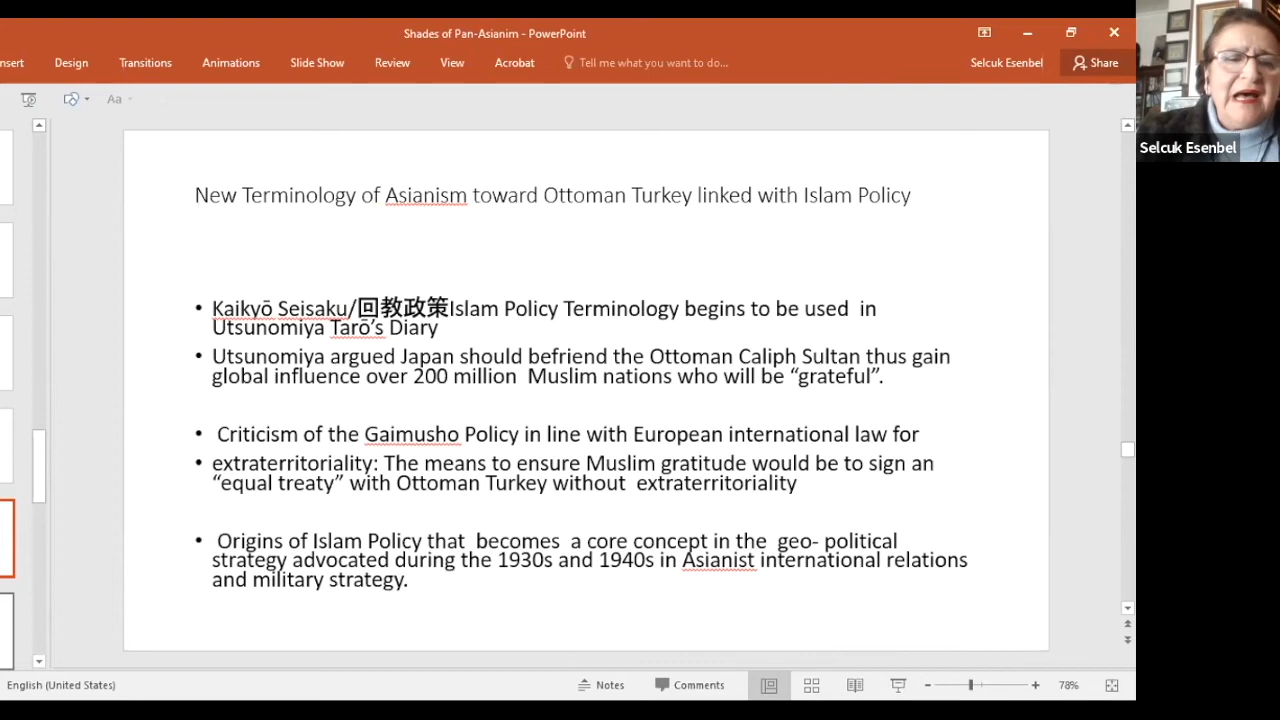 Shades of Pan-Asianim - PowerPoint
nsert Design Transitions Animations Slide Show Review View Acrobat Tell me what you want to do... Selcuk Esenbel Share
Aa
Selcuk Esenbel
New Terminology of Asianism toward Ottoman Turkey linked with Islam Policy
• Kaikyō Seisaku/回教政策Islam Policy Terminology begins to be used in
Utsunomiya Tarō’s Diary
• Utsunomiya argued Japan should befriend the Ottoman Caliph Sultan thus gain
global influence over 200 million Muslim nations who will be “grateful”.
• Criticism of the Gaimusho Policy in line with European international law for
• extraterritoriality: The means to ensure Muslim gratitude would be to sign an
“equal treaty” with Ottoman Turkey without extraterritoriality
• Origins of Islam Policy that becomes a core concept in the geo- political
strategy advocated during the 1930s and 1940s in Asianist international relations
and military strategy.
English (United States) Notes Comments 78%